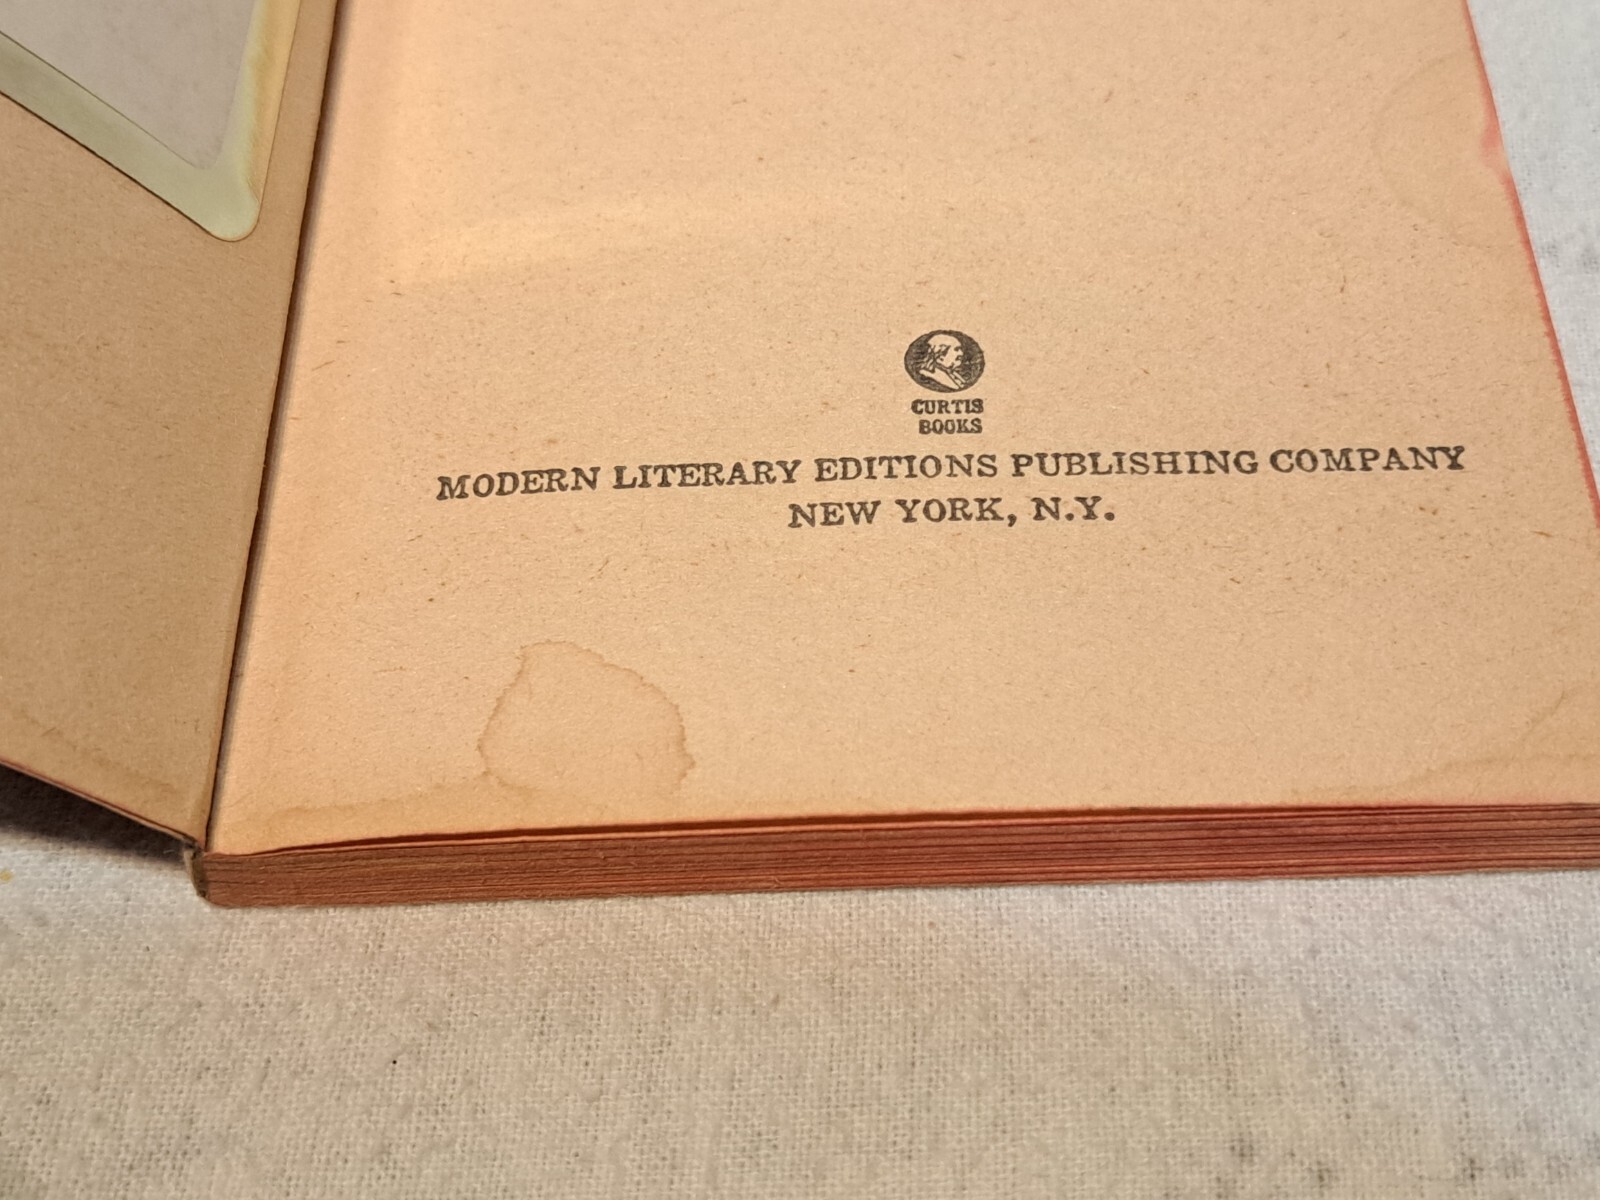 CURTIS
BOOKS
MODERN LITERARY EDITIONS PUBLISHING COMPANY
NEW YORK, N.Y.